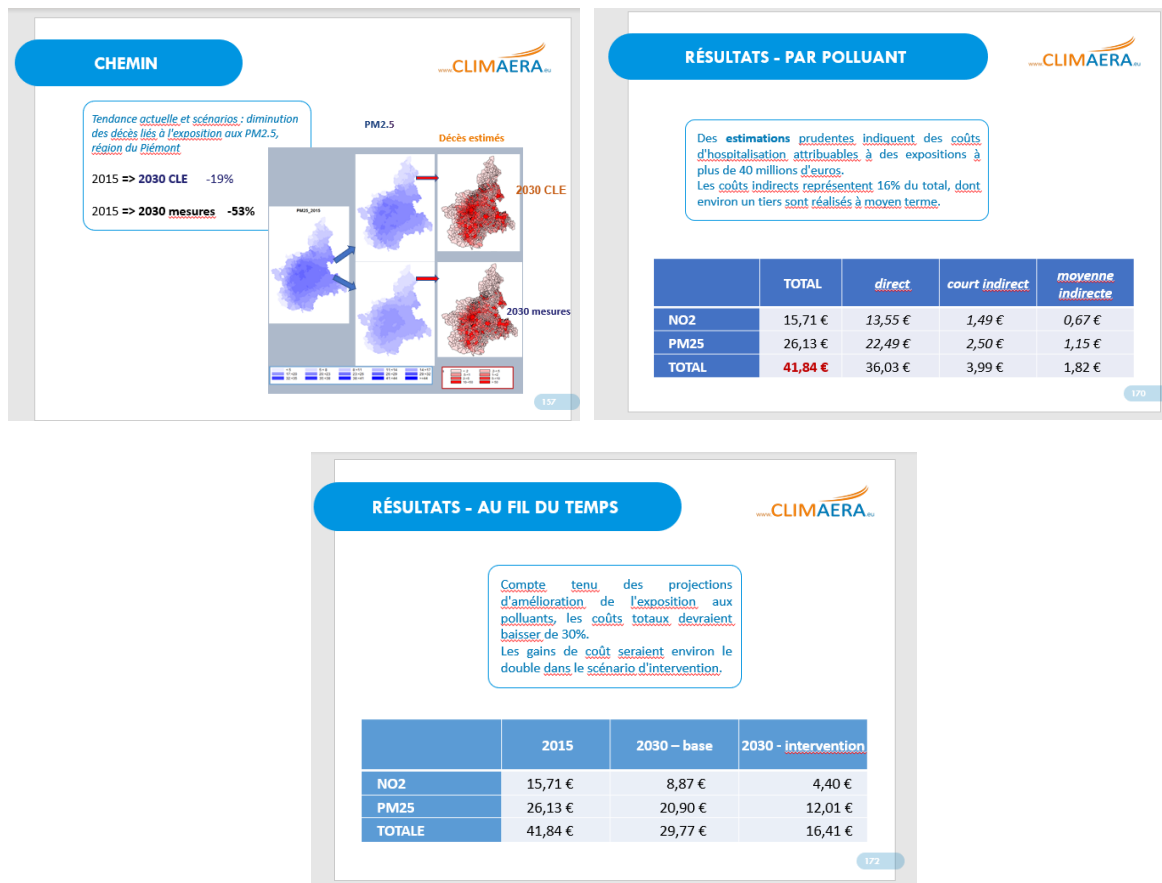 CHEMIN
www.CLIMAERA.eu
Tendance actuelle et scénarios : diminution
des décès liés à l'exposition aux PM2.5,
région du Piémont
2015 => 2030 CLE -19%
2015 => 2030 mesures -53%
PM2.5
Décès estimés
2030 CLE
PM25_2015
2030 mesures
157
RÉSULTATS - PAR POLLUANT
www.CLIMAERA.eu
Des estimations prudentes indiquent des coûts
d'hospitalisation attribuables à des expositions à
plus de 40 millions d'euros.
Les coûts indirects représentent 16% du total, dont
environ un tiers sont réalisés à moyen terme.
TOTAL direct court indirect moyenne
indirecte
NO2 15,71 € 13,55 € 1,49 € 0,67 €
PM25 26,13 € 22,49 € 2,50 € 1,15 €
TOTAL 41,84 € 36,03 € 3,99 € 1,82 €
170
RÉSULTATS - AU FIL DU TEMPS
www.CLIMAERA.eu
Compte tenu des projections
d'amélioration de l'exposition aux
polluants, les coûts totaux devraient
baisser de 30%.
Les gains de coût seraient environ le
double dans le scénario d'intervention.
2015 2030 – base 2030 - intervention
NO2 15,71 € 8,87 € 4,40 €
PM25 26,13 € 20,90 € 12,01 €
TOTALE 41,84 € 29,77 € 16,41 €
172